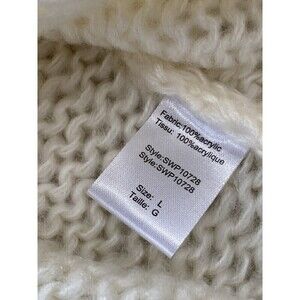 Fabric:100%acrylic
Tissu: 100%acrylique
Style:SWP10728
Style:SWP10728
Size: L
Taille: G